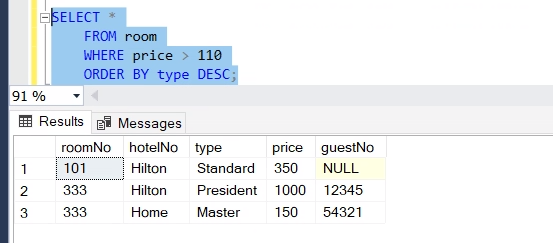 SELECT *
FROM room
WHERE price > 110
ORDER BY type DESC;
91 %
Results Messages
roomNo hotelNo type price guestNo
1 101 Hilton Standard 350 NULL
2 333 Hilton President 1000 12345
3 333 Home Master 150 54321